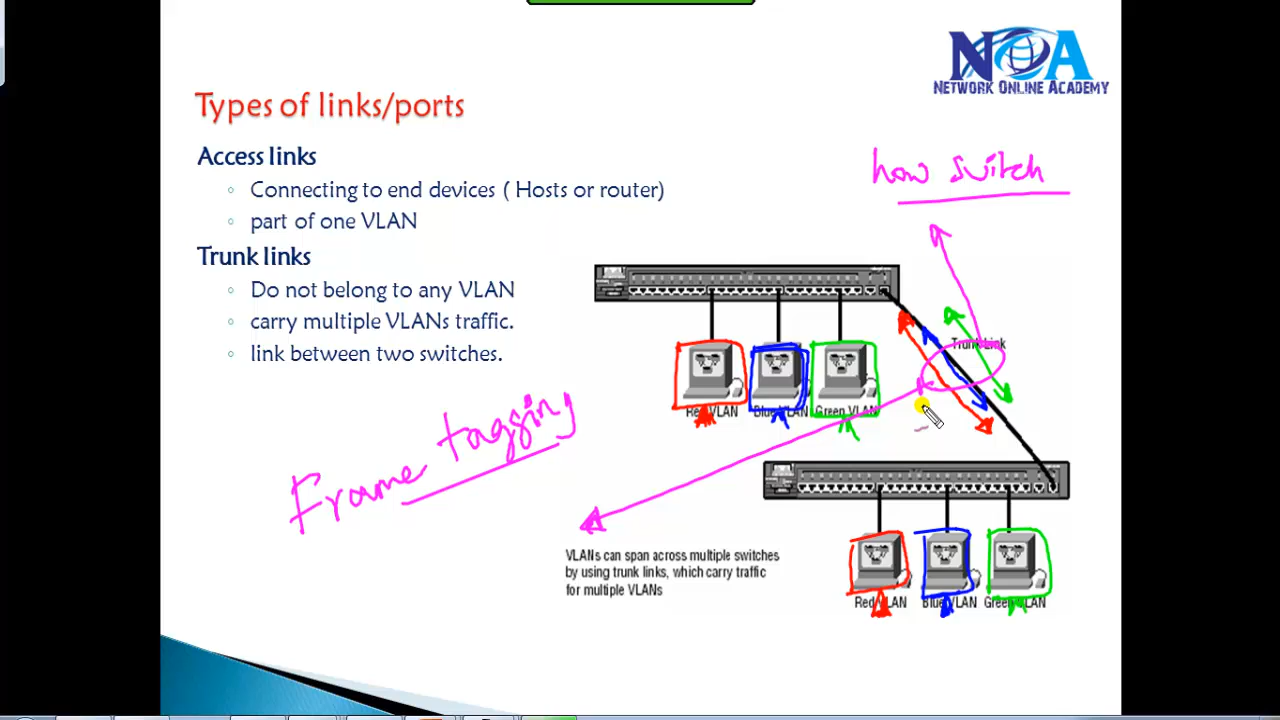 NOA
NETWORK ONLINE ACADEMY
Types of links/ports
Access links
Connecting to end devices ( Hosts or router)
part of one VLAN
Trunk links
Do not belong to any VLAN
carry multiple VLANs traffic.
link between two switches.
how switch
Trunk Link
Red VLAN
Blue VLAN
Green VLAN
Frame tagging
VLANs can span across multiple switches
by using trunk links, which carry traffic
for multiple VLANs
Red VLAN
Blue VLAN
Green VLAN